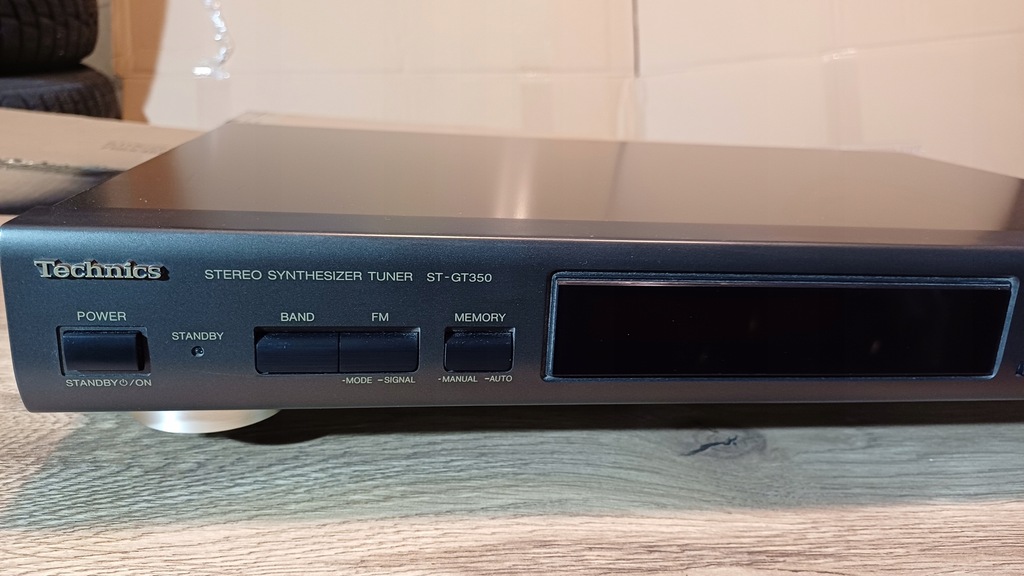 Technics
STEREO SYNTHESIZER TUNER ST-GT350
POWER
STANDBY⏻/ON
STANDBY
BAND
FM
-MODE -SIGNAL
MEMORY
-MANUAL -AUTO